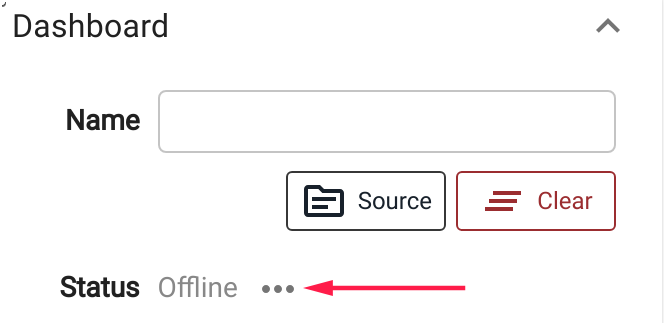 Dashboard
Name
Source
Clear
Status Offline •••